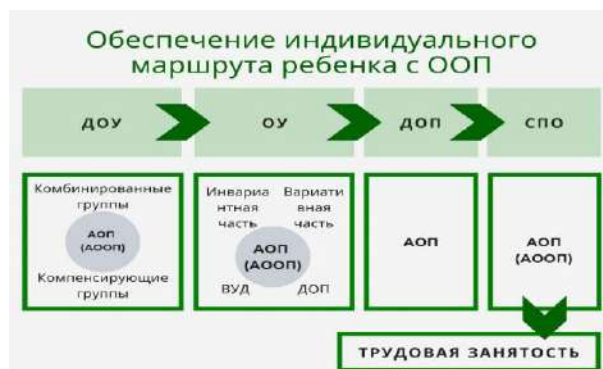 Обеспечение индивидуального
маршрута ребенка с ООП
ДОУ
ОУ
ДОП
СПО
Комбинированные
группы
АОП
(АООП)
Компенсирующие
группы
Инвариа
нтная
часть
Вариати
вная
часть
АОП
(АООП)
ВУД
ДОП
АОП
АОП
(АООП)
ТРУДОВАЯ ЗАНЯТОСТЬ